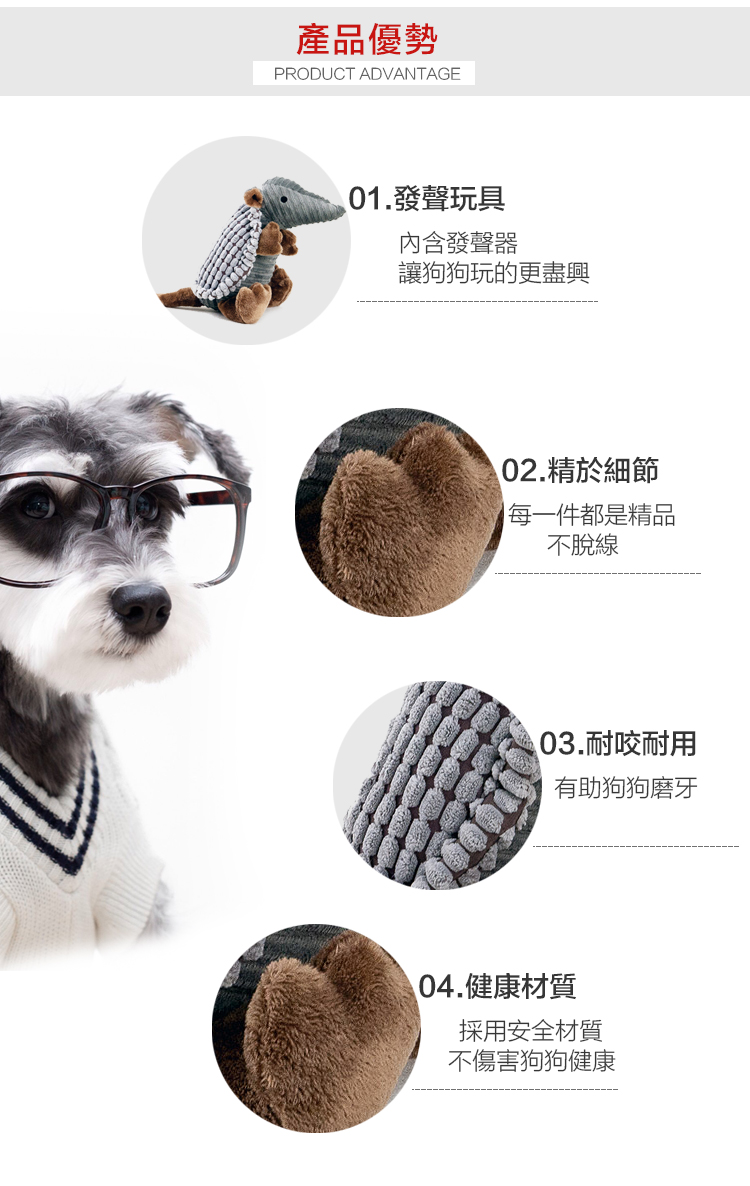 產品優勢
PRODUCT ADVANTAGE
01.發聲玩具
內含發聲器
讓狗狗玩的更盡興
02.精於細節
每一件都是精品
不脫線
03.耐咬耐用
有助狗狗磨牙
04.健康材質
採用安全材質
不傷害狗狗健康